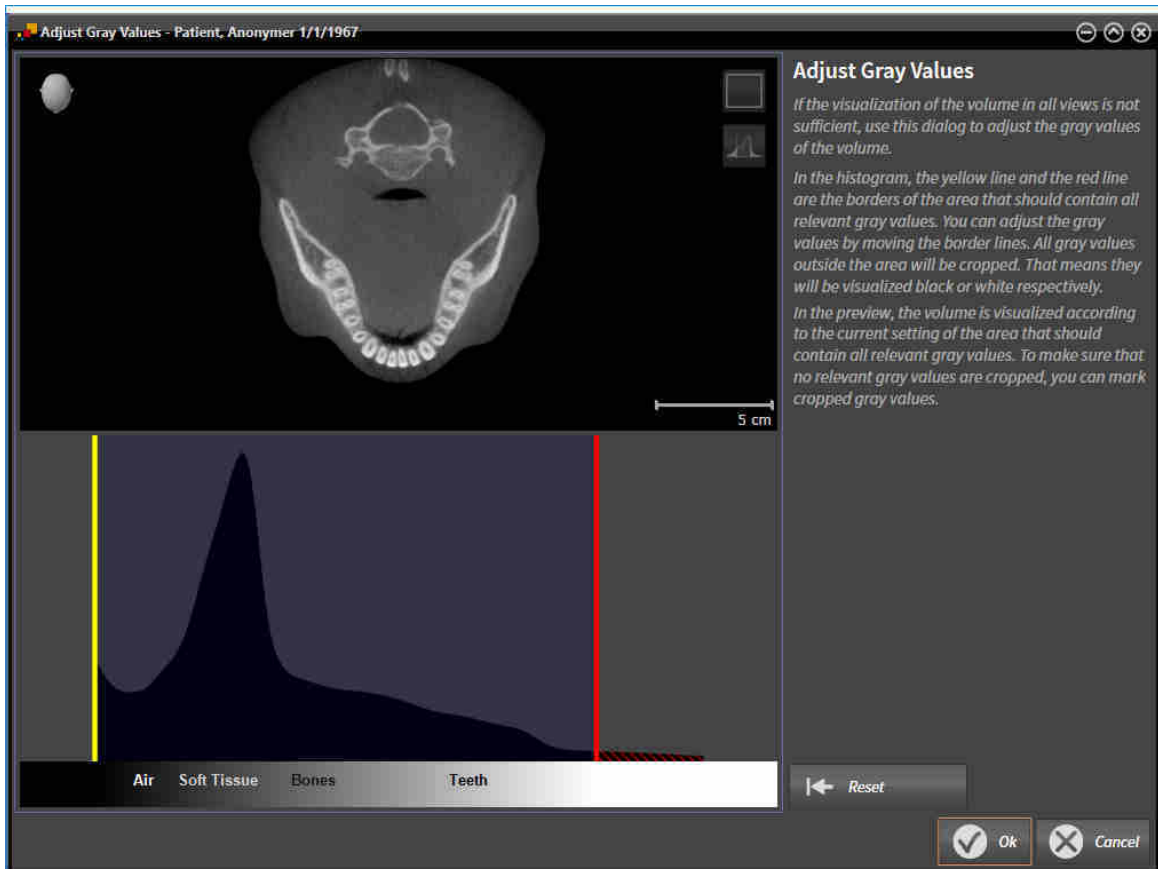 Adjust Gray Values - Patient, Anonymer 1/1/1967
5 cm
Air Soft Tissue Bones Teeth
Adjust Gray Values
If the visualization of the volume in all views is not
sufficient, use this dialog to adjust the gray values
of the volume.
In the histogram, the yellow line and the red line
are the borders of the area that should contain all
relevant gray values. You can adjust the gray
values by moving the border lines. All gray values
outside the area will be cropped. That means they
will be visualized black or white respectively.
In the preview, the volume is visualized according
to the current setting of the area that should
contain all relevant gray values. To make sure that
no relevant gray values are cropped, you can mark
cropped gray values.
Reset
Ok Cancel